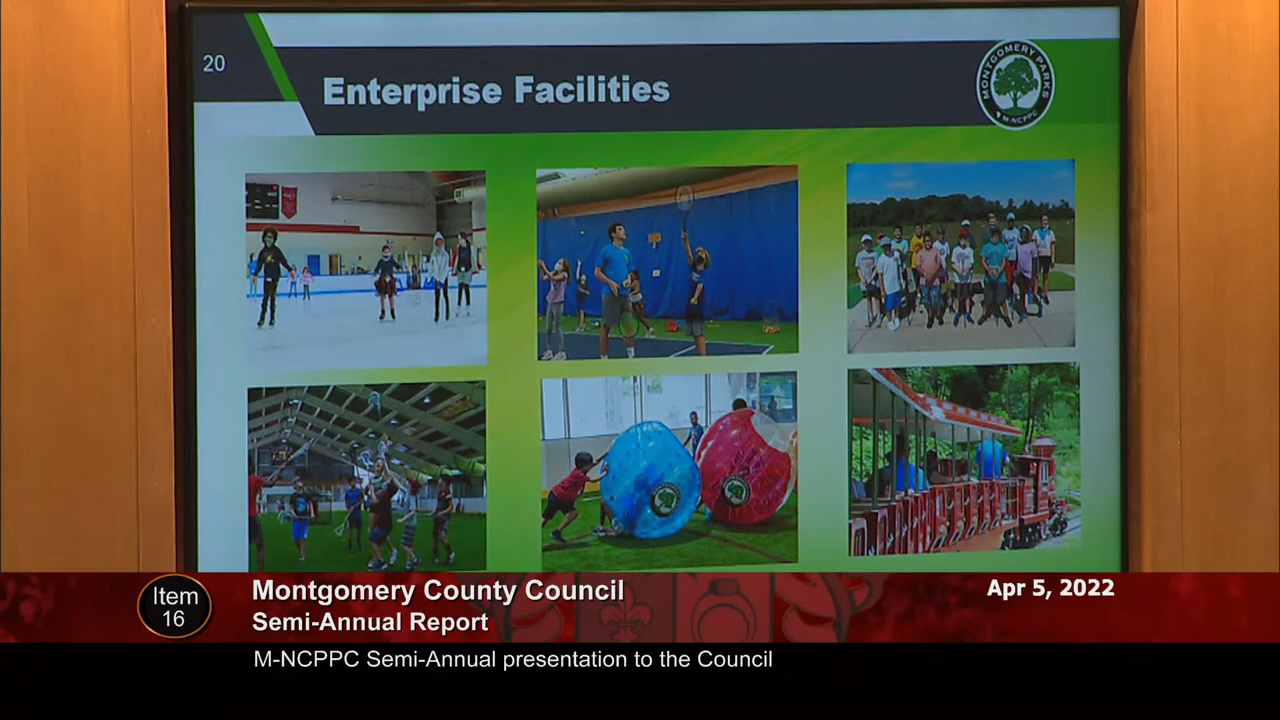 20
Enterprise Facilities
MONTGOMERY PARKS
M-NCPPC
Item
16
Montgomery County Council
Semi-Annual Report
Apr 5, 2022
M-NCPPC Semi-Annual presentation to the Council